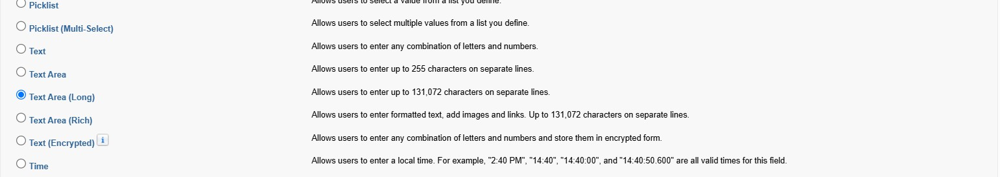 Picklist Allows users to select a value from a list you define.
Picklist (Multi-Select) Allows users to select multiple values from a list you define.
Text Allows users to enter any combination of letters and numbers.
Text Area Allows users to enter up to 255 characters on separate lines.
Text Area (Long) Allows users to enter up to 131,072 characters on separate lines.
Text Area (Rich) Allows users to enter formatted text, add images and links. Up to 131,072 characters on separate lines.
Text (Encrypted) i Allows users to enter any combination of letters and numbers and store them in encrypted form.
Time Allows users to enter a local time. For example, "2:40 PM", "14:40", "14:40:00", and "14:40:50.600" are all valid times for this field.